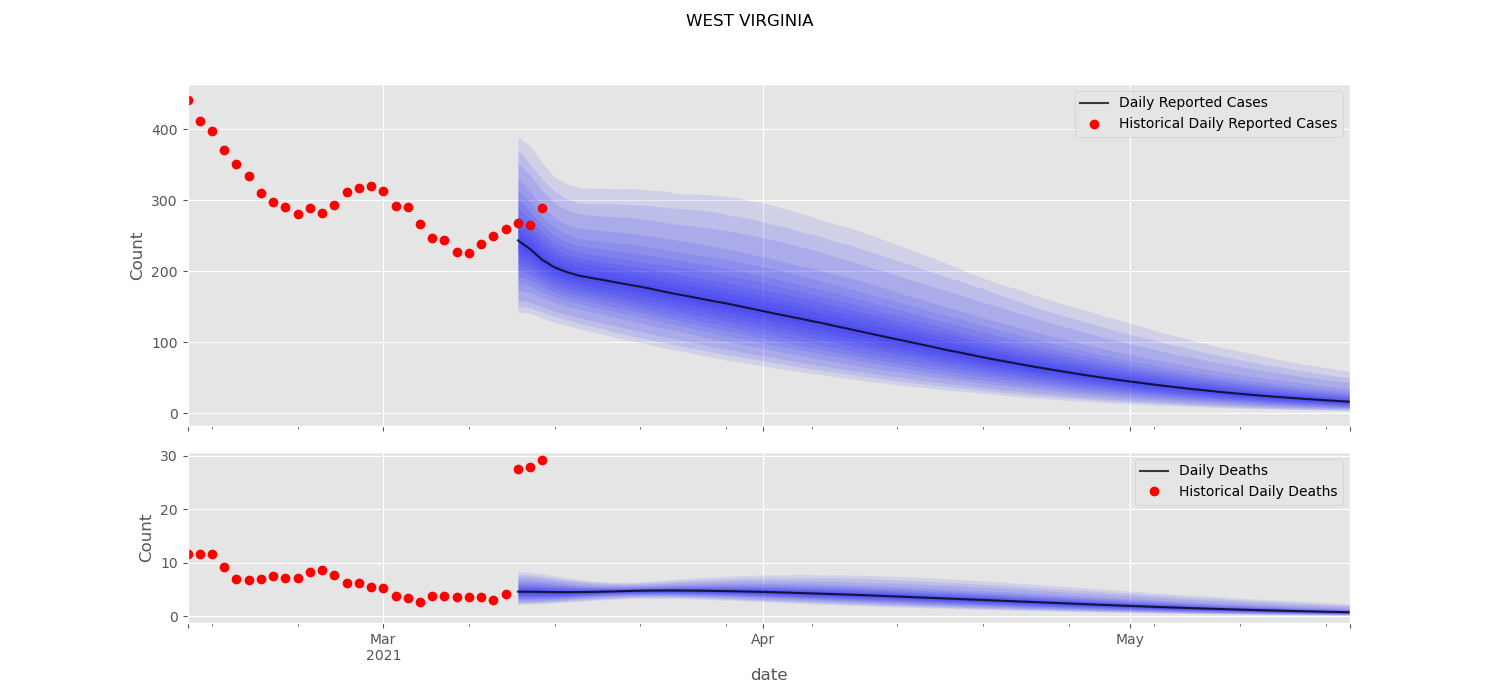 WEST VIRGINIA
Daily Reported Cases
Historical Daily Reported Cases
400
300
200
100
0
Count
Daily Deaths
Historical Daily Deaths
30
20
10
0
Count
Mar
2021
Apr
May
date